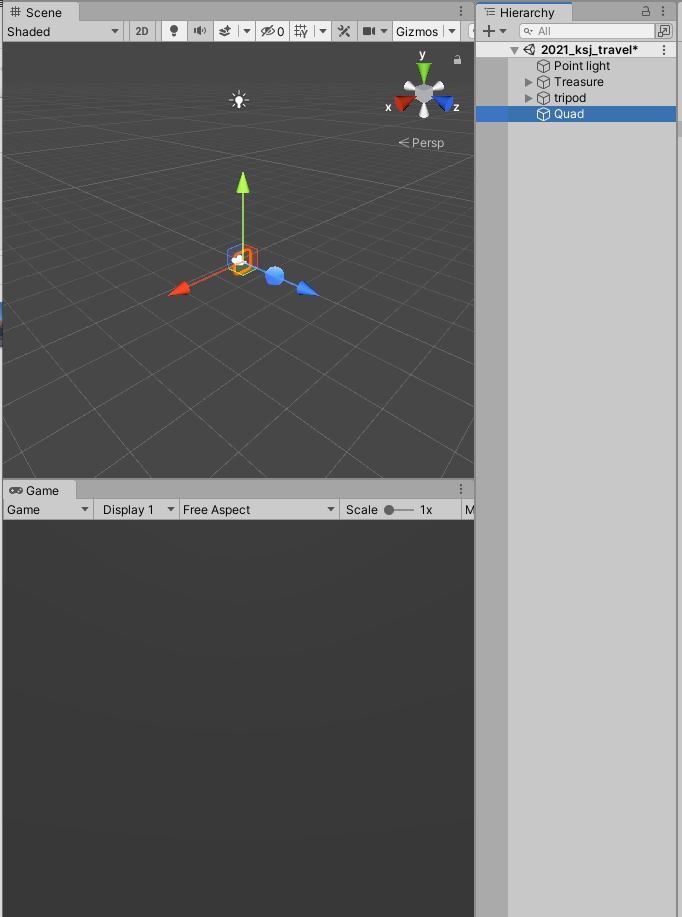 Scene
Shaded 2D 0 Gizmos
y
x z
Persp
Game
Game Display 1 Free Aspect Scale 1x M
Hierarchy
All
2021_ksj_travel*
Point light
Treasure
tripod
Quad